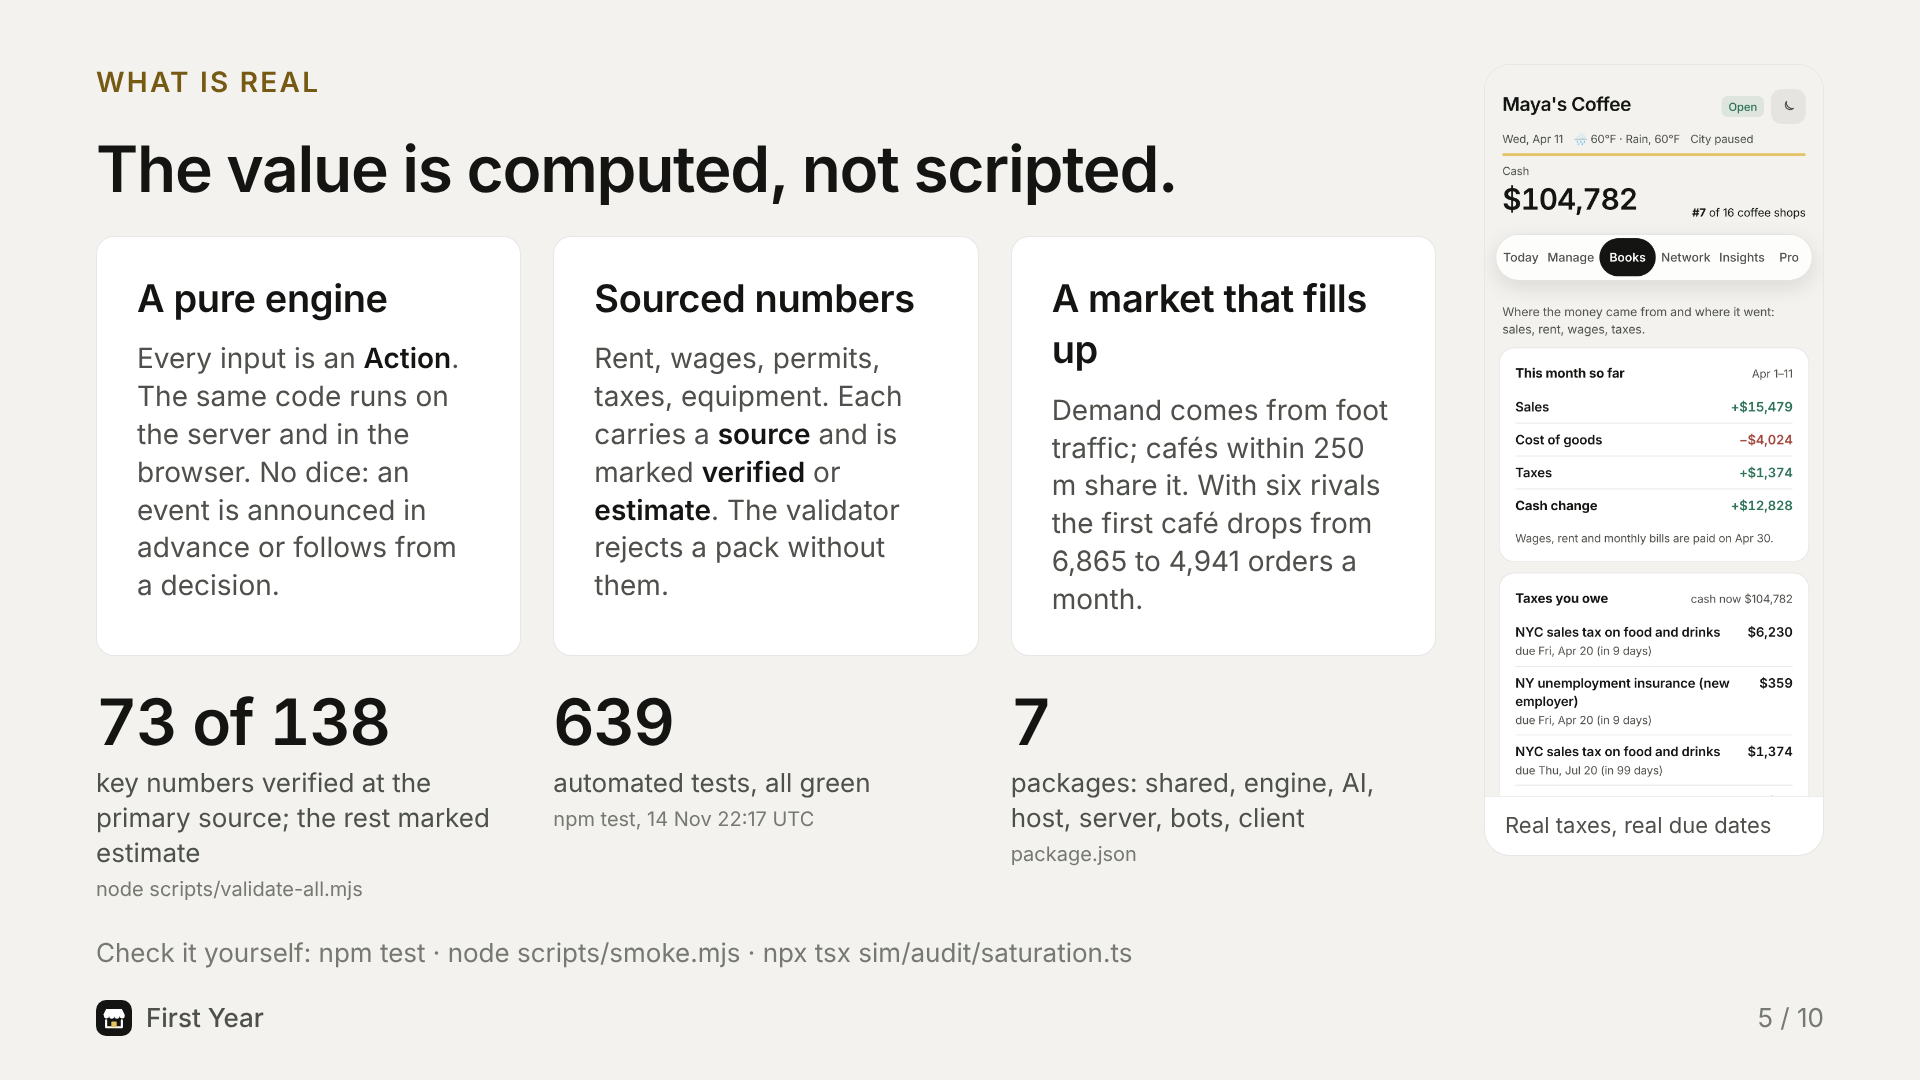 WHAT IS REAL
The value is computed, not scripted.
A pure engine
Every input is an Action.
The same code runs on
the server and in the
browser. No dice: an
event is announced in
advance or follows from
a decision.
Sourced numbers
Rent, wages, permits,
taxes, equipment. Each
carries a source and is
marked verified or
estimate. The validator
rejects a pack without
them.
A market that fills
up
Demand comes from foot
traffic; cafés within 250
m share it. With six rivals
the first café drops from
6,865 to 4,941 orders a
month.
73 of 138
key numbers verified at the
primary source; the rest marked
estimate
node scripts/validate-all.mjs
639
automated tests, all green
npm test, 14 Nov 22:17 UTC
7
packages: shared, engine, AI,
host, server, bots, client
package.json
Check it yourself: npm test · node scripts/smoke.mjs · npx tsx sim/audit/saturation.ts
Maya's Coffee
Open
Wed, Apr 11 60°F · Rain, 60°F City paused
Cash
$104,782
#7 of 16 coffee shops
Today Manage Books Network Insights Pro
Where the money came from and where it went:
sales, rent, wages, taxes.
This month so far Apr 1–11
Sales +$15,479
Cost of goods −$4,024
Taxes +$1,374
Cash change +$12,828
Wages, rent and monthly bills are paid on Apr 30.
Taxes you owe cash now $104,782
NYC sales tax on food and drinks $6,230
due Fri, Apr 20 (in 9 days)
NY unemployment insurance (new $359
employer)
due Fri, Apr 20 (in 9 days)
NYC sales tax on food and drinks $1,374
due Thu, Jul 20 (in 99 days)
Real taxes, real due dates
First Year
5 / 10